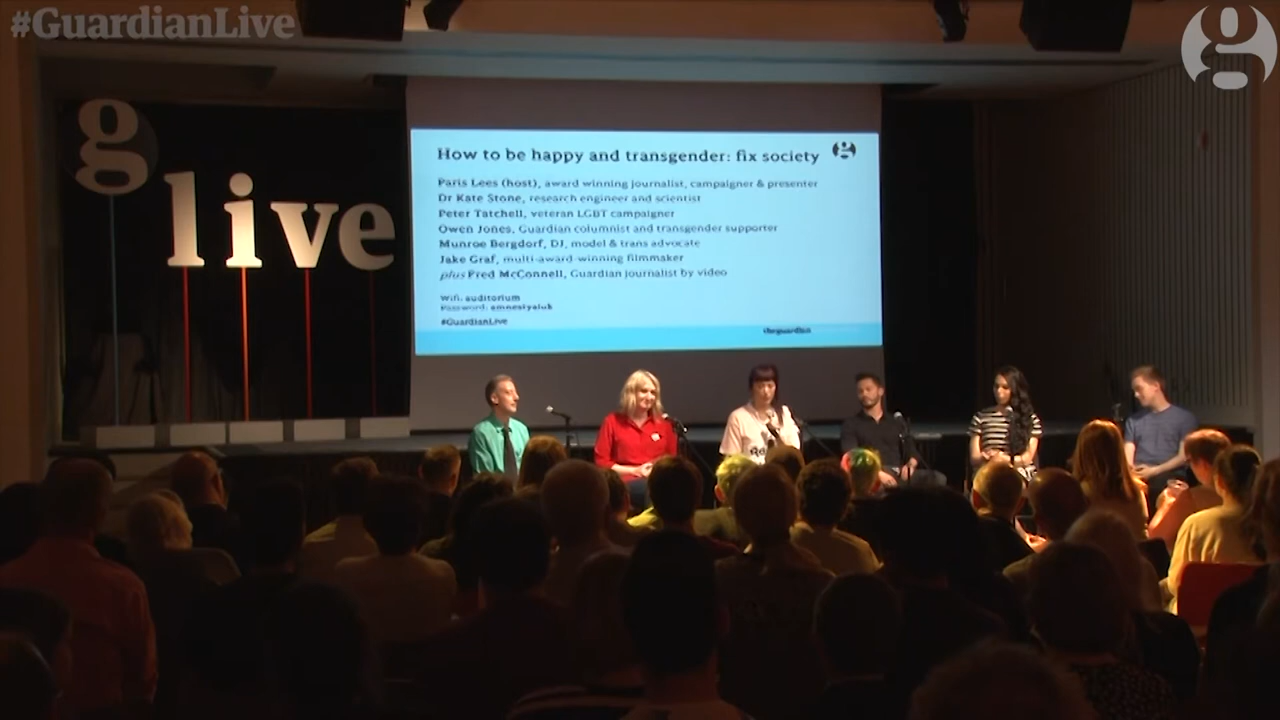 #GuardianLive
g
g
live
How to be happy and transgender: fix society
Paris Lees (host), award winning journalist, campaigner & presenter
Dr Kate Stone, research engineer and scientist
Peter Tatchell, veteran LGBT campaigner
Owen Jones, Guardian columnist and transgender supporter
Munroe Bergdorf, DJ, model & trans advocate
Jake Graf, multi-award-winning filmmaker
plus Fred McConnell, Guardian journalist by video
Wifi: auditorium
Password: amnestyaiuk
#GuardianLive
theguardian